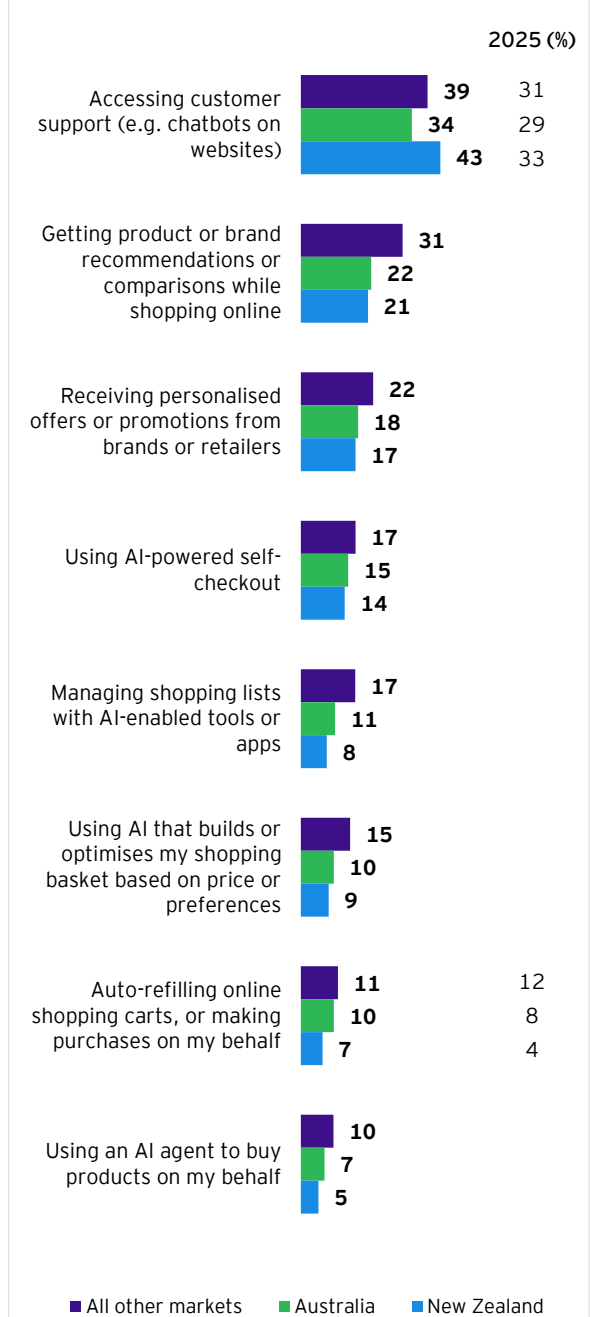 2025 (%)
Accessing customer
support (e.g. chatbots on
websites)
39 31
34 29
43 33
Getting product or brand
recommendations or
comparisons while
shopping online
31
22
21
Receiving personalised
offers or promotions from
brands or retailers
22
18
17
Using AI-powered self-
checkout
17
15
14
Managing shopping lists
with AI-enabled tools or
apps
17
11
8
Using AI that builds or
optimises my shopping
basket based on price or
preferences
15
10
9
Auto-refilling online
shopping carts, or making
purchases on my behalf
11 12
10 8
7 4
Using an AI agent to buy
products on my behalf
10
7
5
All other markets Australia New Zealand